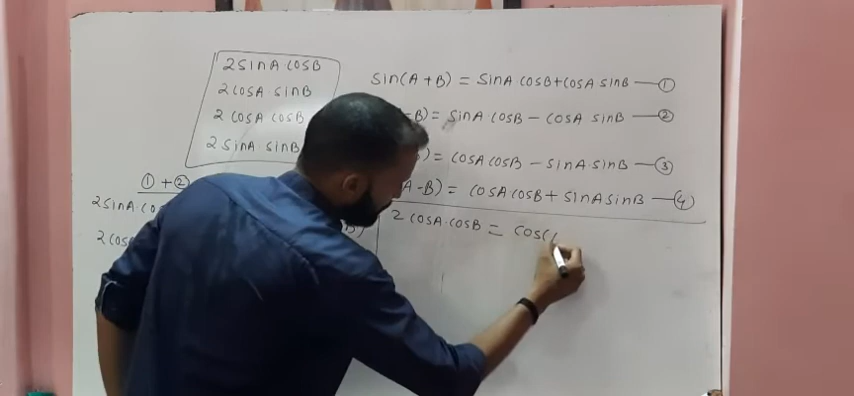 2 sinA·cosB
2 cosA·sinB
2 cosA cosB
2 sinA·sinB
sin(A+B) = sinA cosB+cosA sinB —①
-B) = sinA·cosB − cosA sinB —②
) = cosA cosB − sinA·sinB —③
A-B) = cosA cosB + sinA sinB —④
① + ②
2 sinA·co
2 cos
B)
2 cosA·cosB = cos(